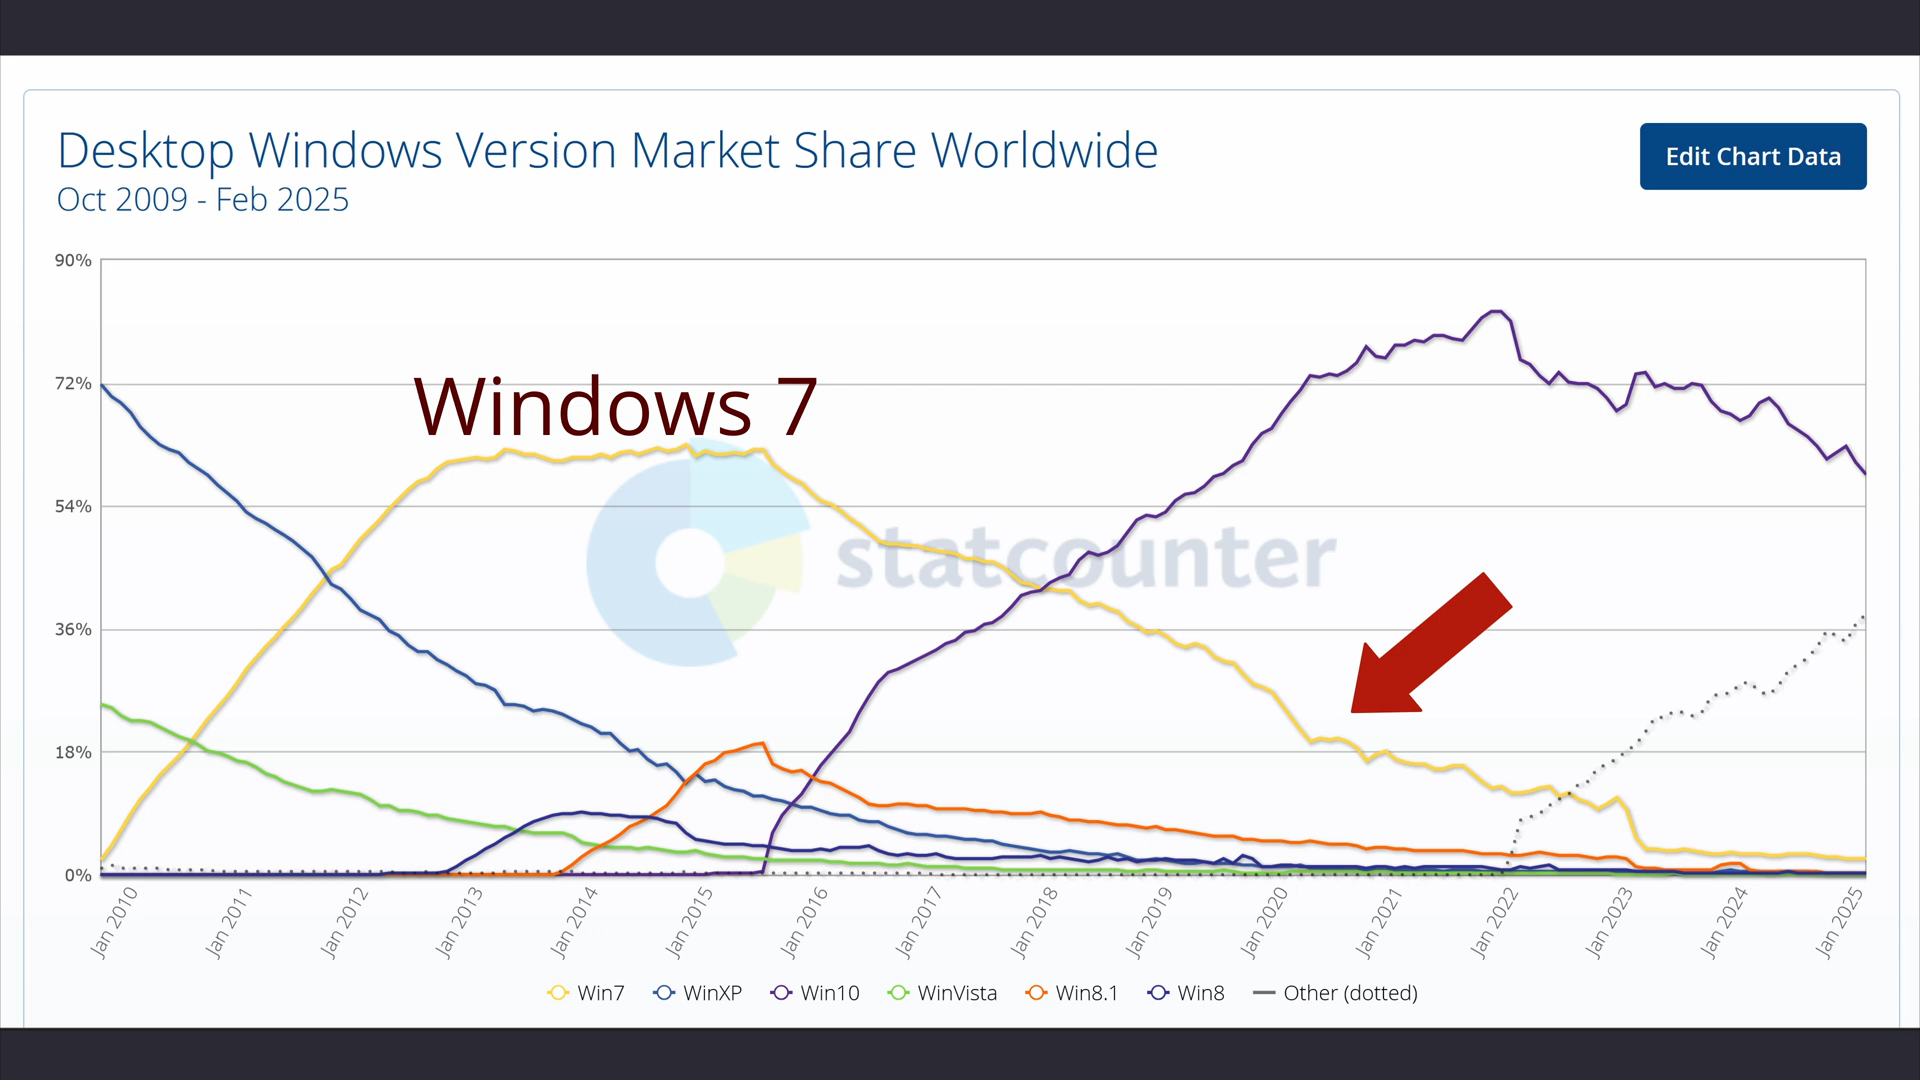 Desktop Windows Version Market Share Worldwide
Oct 2009 - Feb 2025
Edit Chart Data
90%
72%
54%
36%
18%
0%
Windows 7
statcounter
Jan 2010
Jan 2011
Jan 2012
Jan 2013
Jan 2014
Jan 2015
Jan 2016
Jan 2017
Jan 2018
Jan 2019
Jan 2020
Jan 2021
Jan 2022
Jan 2023
Jan 2024
Jan 2025
Win7 WinXP Win10 WinVista Win8.1 Win8 Other (dotted)